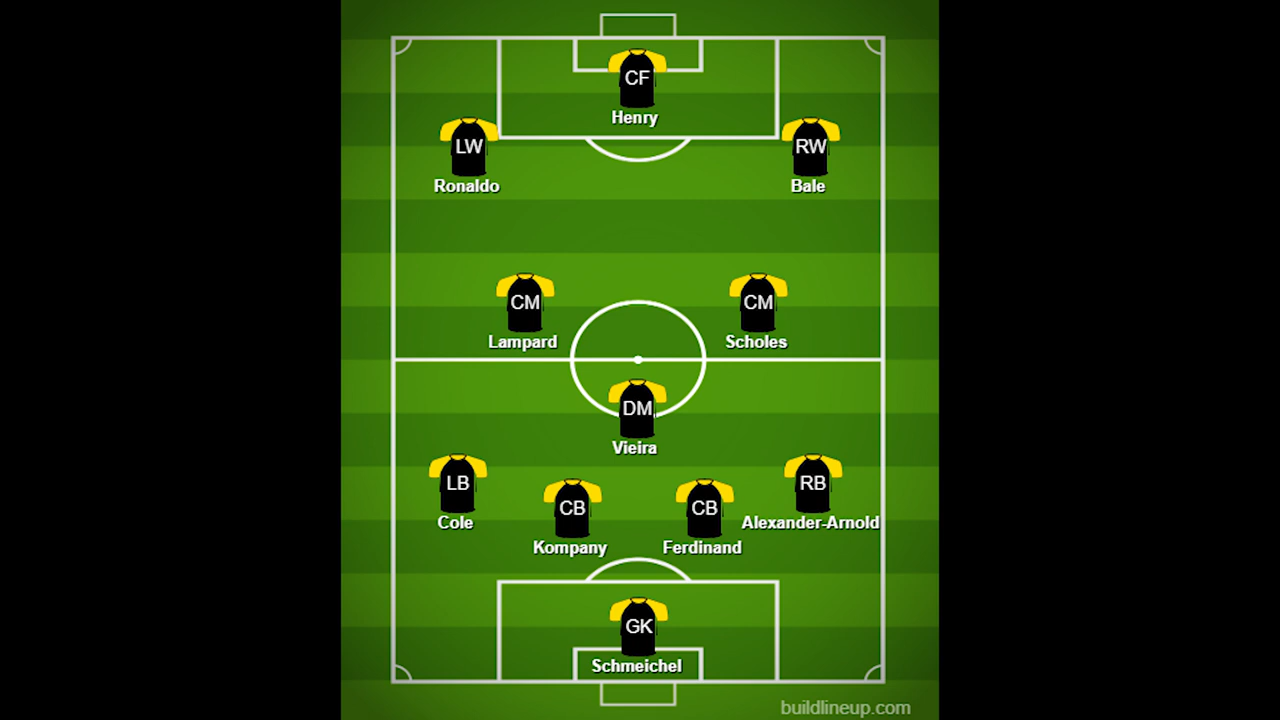 CF
Henry
LW
RW
Ronaldo
Bale
CM
CM
Lampard
Scholes
DM
Vieira
LB
RB
Cole
Alexander-Arnold
CB
CB
Kompany
Ferdinand
GK
Schmeichel
buildlineup.com